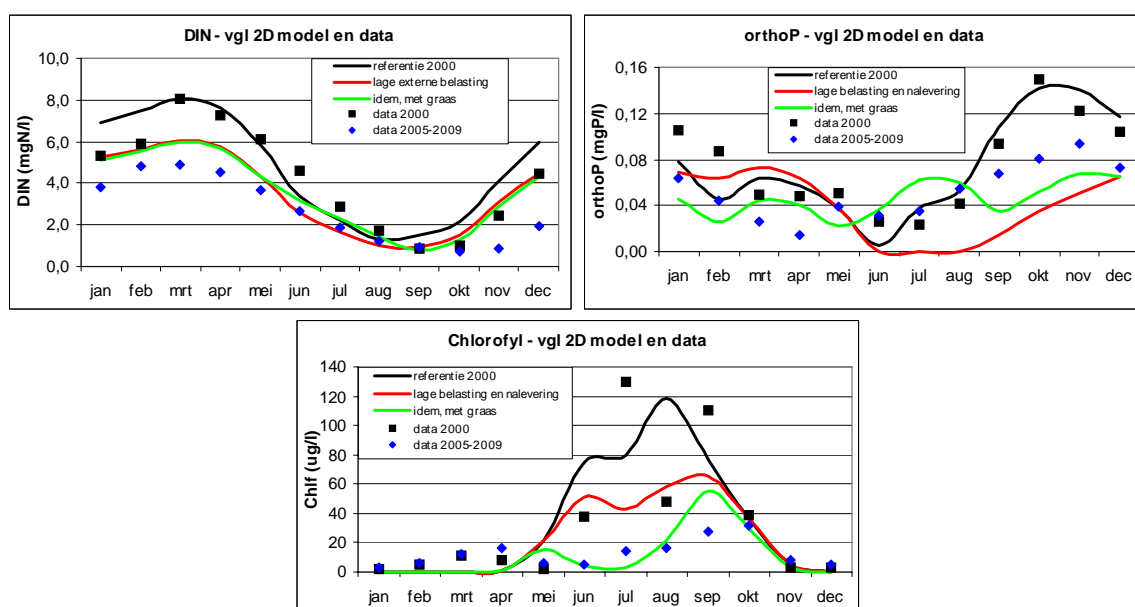 DIN - vgl 2D model en data
DIN (mgN/l)
10,0
8,0
6,0
4,0
2,0
0,0
referentie 2000
lage externe belasting
idem, met graas
data 2000
data 2005-2009
jan feb mrt apr mei jun jul aug sep okt nov dec
orthoP - vgl 2D model en data
orthoP (mgP/l)
0,16
0,12
0,08
0,04
0,00
referentie 2000
lage belasting en nalevering
idem, met graas
data 2000
data 2005-2009
jan feb mrt apr mei jun jul aug sep okt nov dec
Chlorofyl - vgl 2D model en data
Chlf (ug/l)
140
120
100
80
60
40
20
0
referentie 2000
lage belasting en nalevering
idem, met graas
data 2000
data 2005-2009
jan feb mrt apr mei jun jul aug sep okt nov dec